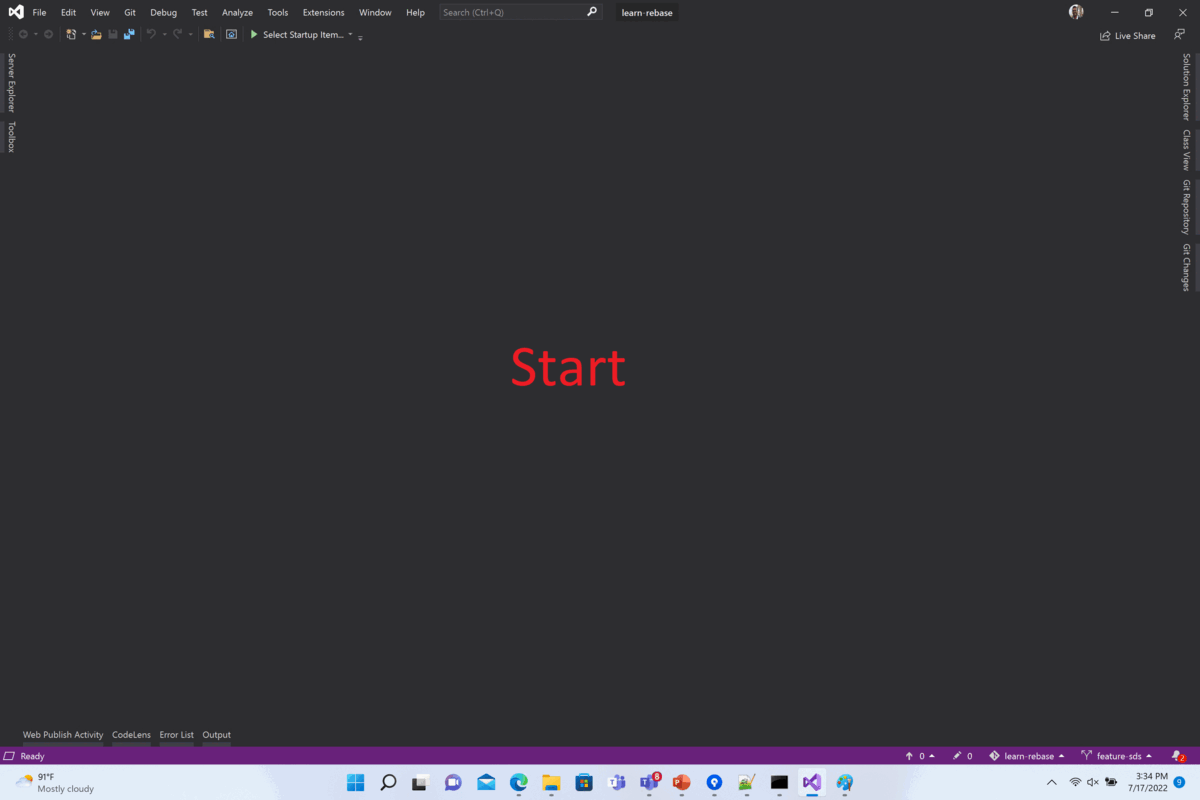 File Edit View Git Debug Test Analyze Tools Extensions Window Help Search (Ctrl+Q) learn-rebase
Select Startup Item... Live Share
Server Explorer
Toolbox
Solution Explorer
Class View
Git Repository
Git Changes
Start
Web Publish Activity CodeLens Error List Output
Ready 0 0 learn-rebase feature-sds 2
91°F
Mostly cloudy
8
3:34 PM
7/17/2022
9